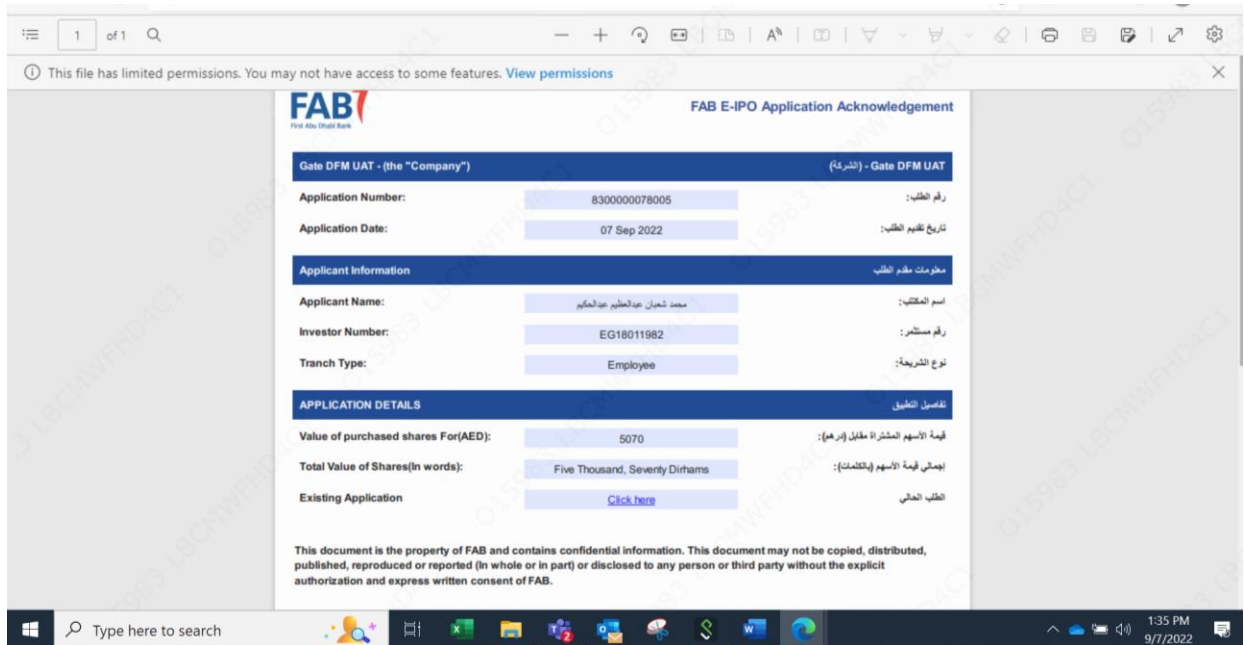 1 of 1
This file has limited permissions. You may not have access to some features. View permissions
FAB
First Abu Dhabi Bank
FAB E-IPO Application Acknowledgement
Gate DFM UAT - (the "Company") Gate DFM UAT - (الشركة)
Application Number: 8300000078005 رقم الطلب:
Application Date: 07 Sep 2022 تاريخ تقديم الطلب:
Applicant Information معلومات مقدم الطلب
Applicant Name: محمد شعبان عبدالعظيم عبدالحكيم اسم المكتتب:
Investor Number: EG18011982 رقم مستثمر:
Tranch Type: Employee نوع الشريحة:
APPLICATION DETAILS تفاصيل التطبيق
Value of purchased shares For(AED): 5070 قيمة الأسهم المشتراة مقابل (درهم):
Total Value of Shares(In words): Five Thousand, Seventy Dirhams إجمالي قيمة الأسهم (بالكلمات):
Existing Application Click here الطلب الحالي
This document is the property of FAB and contains confidential information. This document may not be copied, distributed,
published, reproduced or reported (In whole or in part) or disclosed to any person or third party without the explicit
authorization and express written consent of FAB.
Type here to search
1:35 PM
9/7/2022